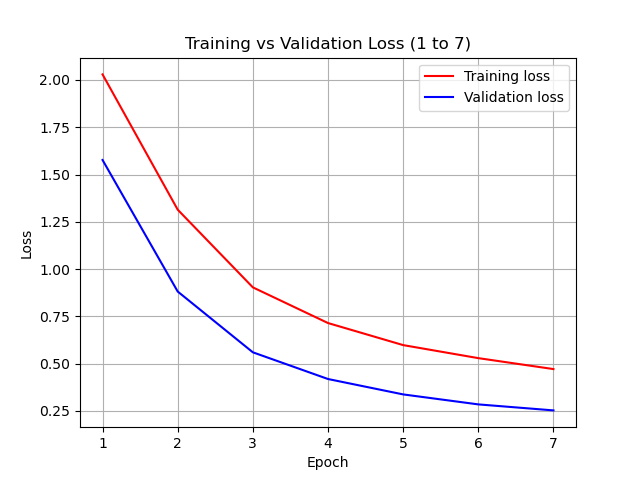 Training vs Validation Loss (1 to 7)
Training loss
Validation loss
2.00
1.75
1.50
1.25
1.00
0.75
0.50
0.25
Loss
1 2 3 4 5 6 7
Epoch